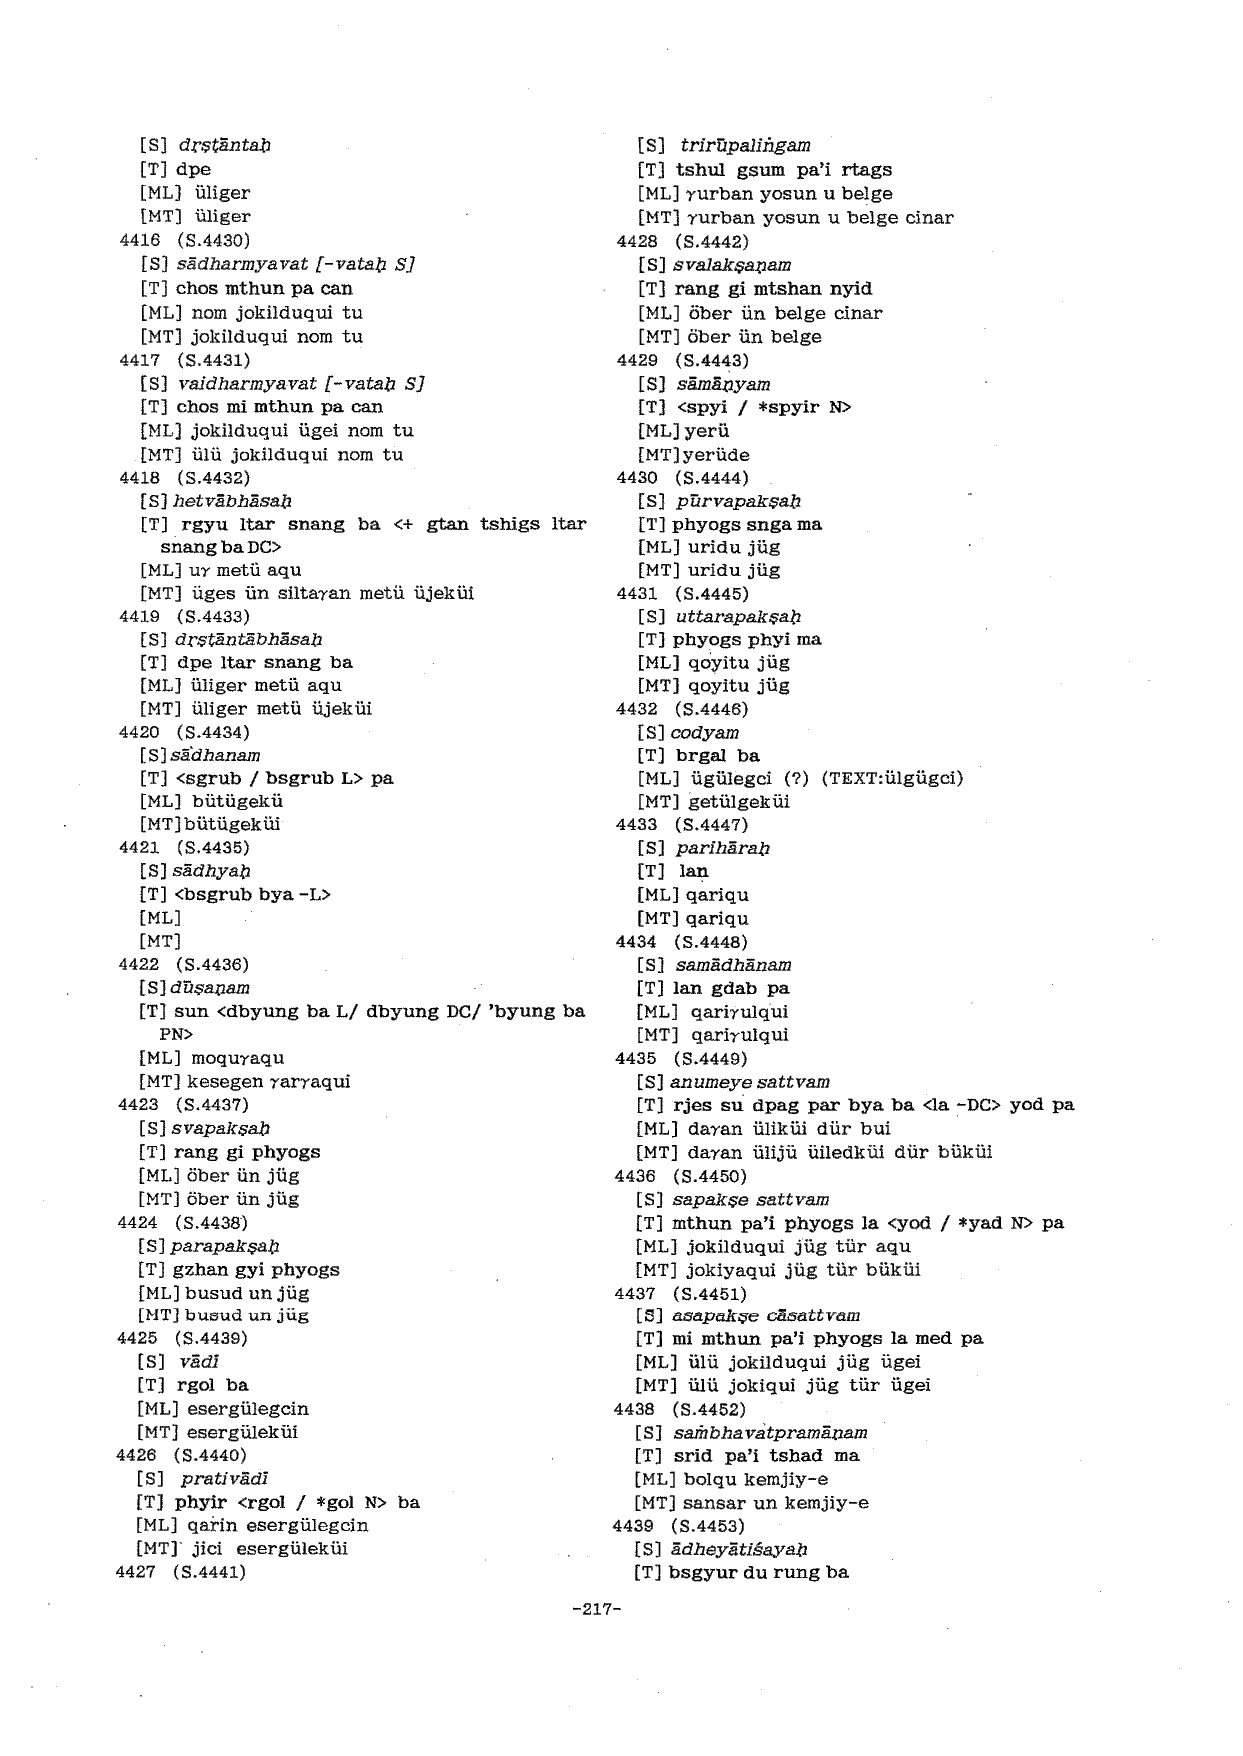 [S] dṛṣṭāntaḥ
[T] dpe
[ML] üliger
[MT] üliger
4416 (S.4430)
[S] sādharmyavat [-vataḥ S]
[T] chos mthun pa can
[ML] nom jokilduqui tu
[MT] jokilduqui nom tu
4417 (S.4431)
[S] vaidharmyavat [-vataḥ S]
[T] chos mi mthun pa can
[ML] jokilduqui ügei nom tu
[MT] ülü jokilduqui nom tu
4418 (S.4432)
[S] hetvābhāsaḥ
[T] rgyu ltar snang ba <+ gtan tshigs ltar
snang ba DC>
[ML] uγ metü aqu
[MT] üges ün siltaγan metü üjeküi
4419 (S.4433)
[S] dṛṣṭāntābhāsaḥ
[T] dpe ltar snang ba
[ML] üliger metü aqu
[MT] üliger metü üjeküi
4420 (S.4434)
[S] sādhanam
[T] <sgrub / bsgrub L> pa
[ML] bütügekü
[MT] bütügeküi
4421 (S.4435)
[S] sādhyaḥ
[T] <bsgrub bya -L>
[ML]
[MT]
4422 (S.4436)
[S] dūṣaṇam
[T] sun <dbyung ba L/ dbyung DC/ 'byung ba
PN>
[ML] moquγaqu
[MT] kesegen γarγaqui
4423 (S.4437)
[S] svapakṣaḥ
[T] rang gi phyogs
[ML] öber ün jüg
[MT] öber ün jüg
4424 (S.4438)
[S] parapakṣaḥ
[T] gzhan gyi phyogs
[ML] busud un jüg
[MT] busud un jüg
4425 (S.4439)
[S] vādī
[T] rgol ba
[ML] esergülegcin
[MT] esergüleküi
4426 (S.4440)
[S] prativādī
[T] phyir <rgol / *gol N> ba
[ML] qarin esergülegcin
[MT] jici esergüleküi
4427 (S.4441)
[S] trirūpaliṅgam
[T] tshul gsum pa'i rtags
[ML] γurban yosun u belge
[MT] γurban yosun u belge cinar
4428 (S.4442)
[S] svalakṣaṇam
[T] rang gi mtshan nyid
[ML] öber ün belge cinar
[MT] öber ün belge
4429 (S.4443)
[S] sāmāṇyam
[T] <spyi / *spyir N>
[ML] yerü
[MT] yerüde
4430 (S.4444)
[S] pūrvapakṣaḥ
[T] phyogs snga ma
[ML] uridu jüg
[MT] uridu jüg
4431 (S.4445)
[S] uttarapakṣaḥ
[T] phyogs phyi ma
[ML] qoyitu jüg
[MT] qoyitu jüg
4432 (S.4446)
[S] codyam
[T] brgal ba
[ML] ügülegci (?) (TEXT:ülgügci)
[MT] getülgeküi
4433 (S.4447)
[S] parihāraḥ
[T] lan
[ML] qariqu
[MT] qariqu
4434 (S.4448)
[S] samādhānam
[T] lan gdab pa
[ML] qariγulqui
[MT] qariγulqui
4435 (S.4449)
[S] anumeye sattvam
[T] rjes su dpag par bya ba <la -DC> yod pa
[ML] daγan üliküi dür bui
[MT] daγan ülijü üiledküi dür büküi
4436 (S.4450)
[S] sapakṣe sattvam
[T] mthun pa'i phyogs la <yod / *yad N> pa
[ML] jokilduqui jüg tür aqu
[MT] jokiyaqui jüg tür büküi
4437 (S.4451)
[S] asapakṣe cāsattvam
[T] mi mthun pa'i phyogs la med pa
[ML] ülü jokilduqui jüg ügei
[MT] ülü jokiqui jüg tür ügei
4438 (S.4452)
[S] saṁbhavatpramāṇam
[T] srid pa'i tshad ma
[ML] bolqu kemjiy-e
[MT] sansar un kemjiy-e
4439 (S.4453)
[S] ādheyātiśayaḥ
[T] bsgyur du rung ba
-217-